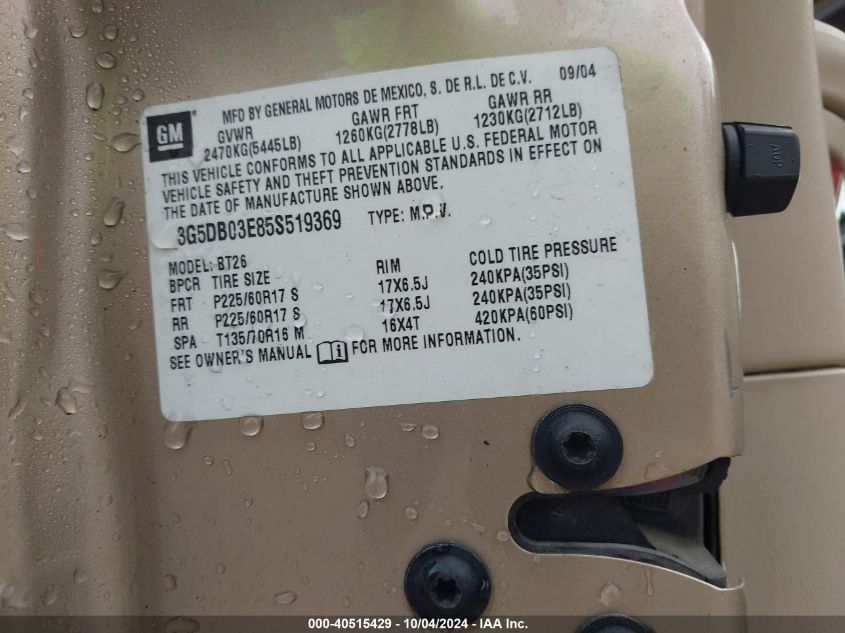 GM
MFD BY GENERAL MOTORS DE MEXICO, S. DE R.L. DE C.V. 09/04
GVWR GAWR FRT GAWR RR
2470KG(5445LB) 1260KG(2778LB) 1230KG(2712LB)
THIS VEHICLE CONFORMS TO ALL APPLICABLE U.S. FEDERAL MOTOR
VEHICLE SAFETY AND THEFT PREVENTION STANDARDS IN EFFECT ON
THE DATE OF MANUFACTURE SHOWN ABOVE.
3G5DB03E85S519369 TYPE: M.P.V.
MODEL: BT26
BPCR TIRE SIZE RIM COLD TIRE PRESSURE
FRT P225/60R17 S 17X6.5J 240KPA(35PSI)
RR P225/60R17 S 17X6.5J 240KPA(35PSI)
SPA T135/70R16 M 16X4T 420KPA(60PSI)
SEE OWNER'S MANUAL FOR MORE INFORMATION.
000-40515429 - 10/04/2024 - IAA Inc.